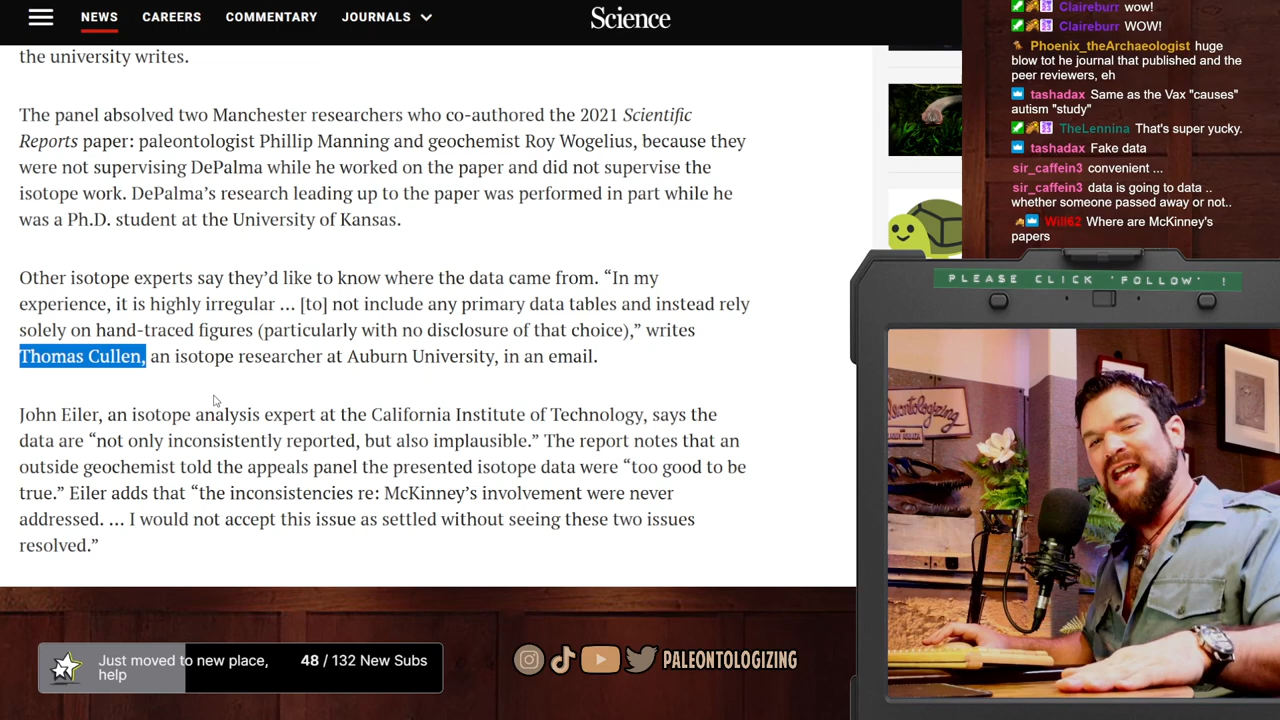 NEWS
CAREERS
COMMENTARY
JOURNALS
Science
the university writes.
The panel absolved two Manchester researchers who co-authored the 2021 Scientific
Reports paper: paleontologist Phillip Manning and geochemist Roy Wogelius, because they
were not supervising DePalma while he worked on the paper and did not supervise the
isotope work. DePalma’s research leading up to the paper was performed in part while he
was a Ph.D. student at the University of Kansas.
Other isotope experts say they’d like to know where the data came from. “In my
experience, it is highly irregular … [to] not include any primary data tables and instead rely
solely on hand-traced figures (particularly with no disclosure of that choice),” writes
Thomas Cullen, an isotope researcher at Auburn University, in an email.
John Eiler, an isotope analysis expert at the California Institute of Technology, says the
data are “not only inconsistently reported, but also implausible.” The report notes that an
outside geochemist told the appeals panel the presented isotope data were “too good to be
true.” Eiler adds that “the inconsistencies re: McKinney’s involvement were never
addressed. … I would not accept this issue as settled without seeing these two issues
resolved.”
Claireburr wow!
Claireburr WOW!
Phoenix_theArchaeologist huge
blow tot he journal that published and the
peer reviewers, eh
tashadax Same as the Vax "causes"
autism "study"
TheLennina That's super yucky.
tashadax Fake data
sir_caffein3 convenient ...
sir_caffein3 data is going to data ..
whether someone passed away or not..
Will62 Where are McKinney's
papers
PLEASE CLICK 'FOLLOW' !
Just moved to new place,
help
48 / 132 New Subs
PALEONTOLOGIZING